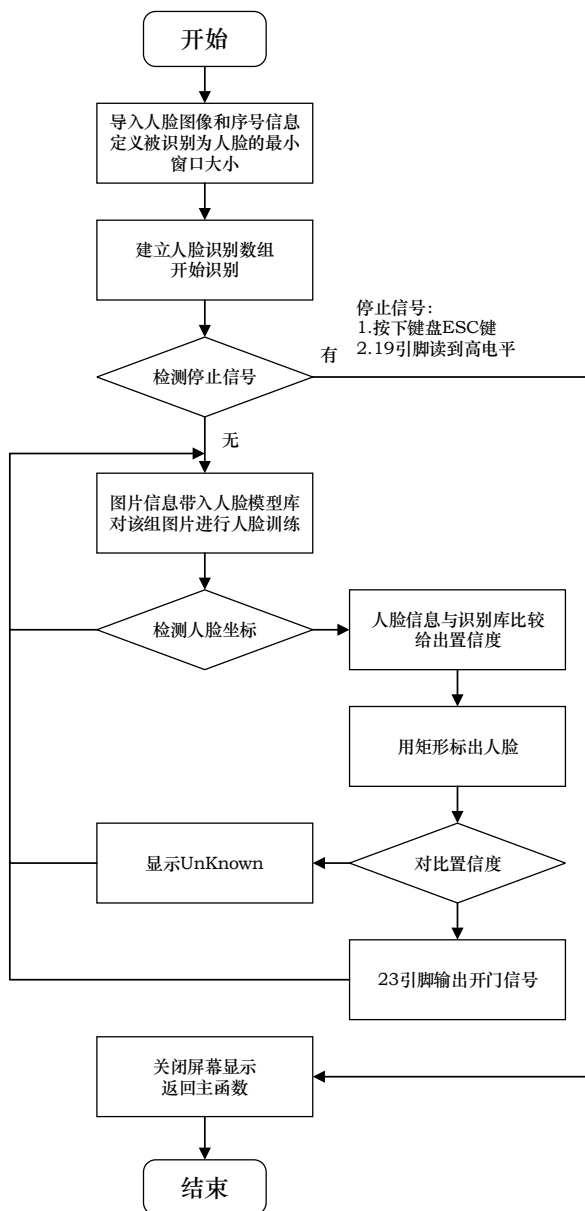 开始
导入人脸图像和序号信息
定义被识别为人脸的最小
窗口大小
建立人脸识别数组
开始识别
停止信号：
1.按下键盘ESC键
2.19引脚读到高电平
有
检测停止信号
无
图片信息带入人脸模型库
对该组图片进行人脸训练
检测人脸坐标
人脸信息与识别库比较
给出置信度
用矩形标出人脸
显示UnKnown
对比置信度
23引脚输出开门信号
关闭屏幕显示
返回主函数
结束